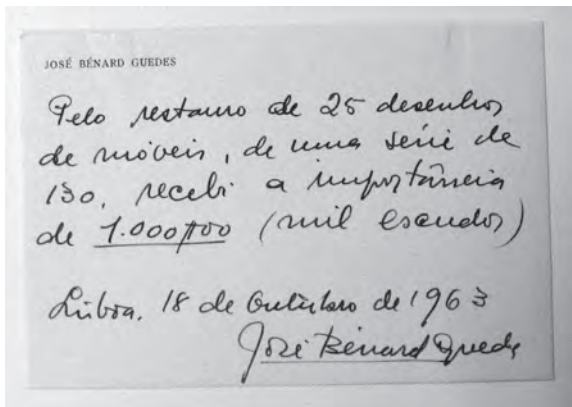 JOSÉ BÉNARD GUEDES
Pelo restauro de 25 desenhos
de móveis, de uma série de
130, recebi a importância
de 1.000$00 (mil escudos)
Lisboa, 18 de Outubro de 1963
José Bénard Guedes